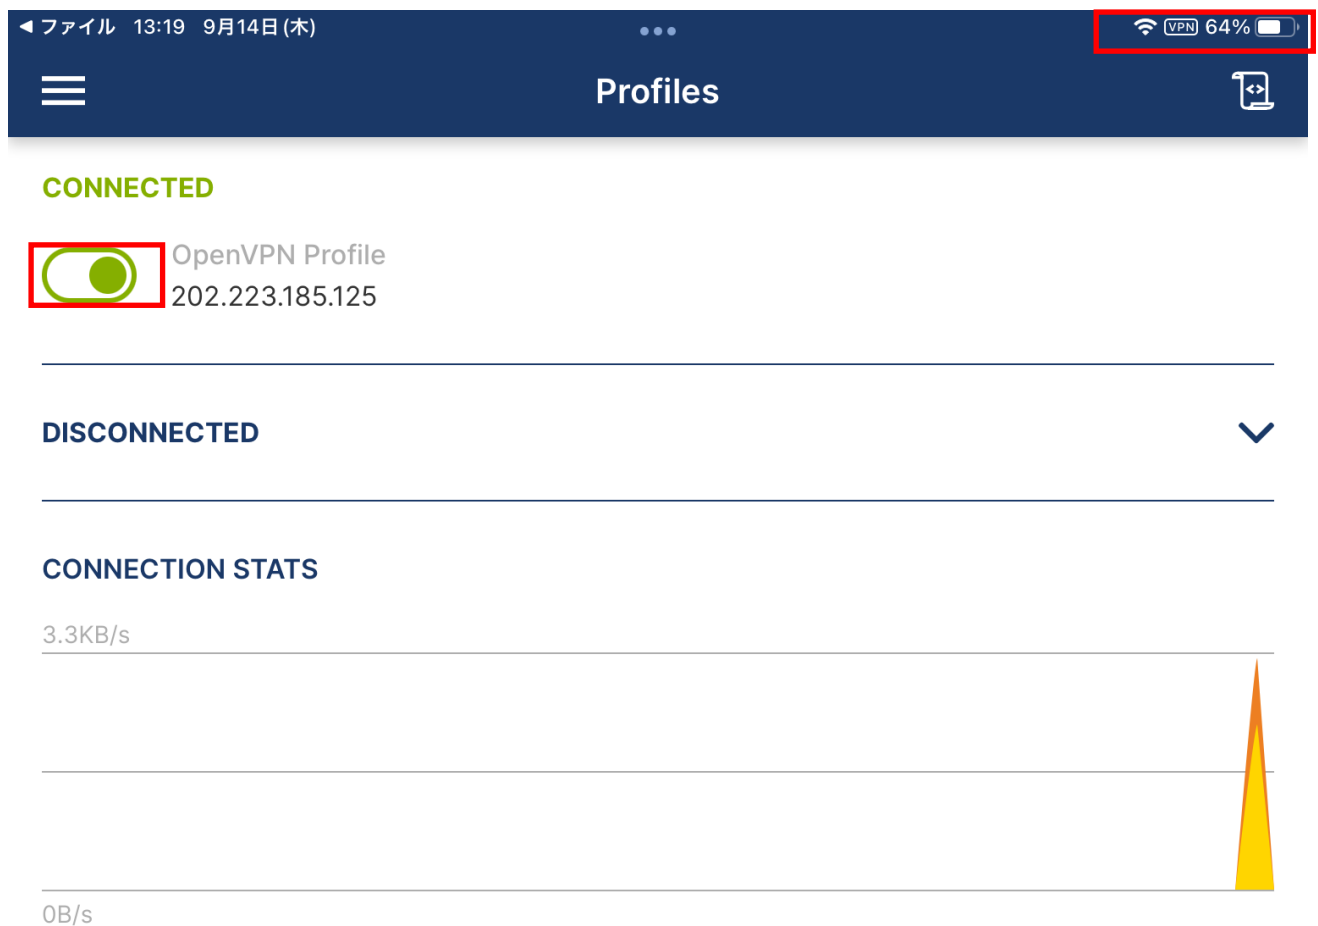 ◀ ファイル 13:19 9月14日(木) VPN 64%
Profiles
CONNECTED
OpenVPN Profile
202.223.185.125
DISCONNECTED
CONNECTION STATS
3.3KB/s
0B/s